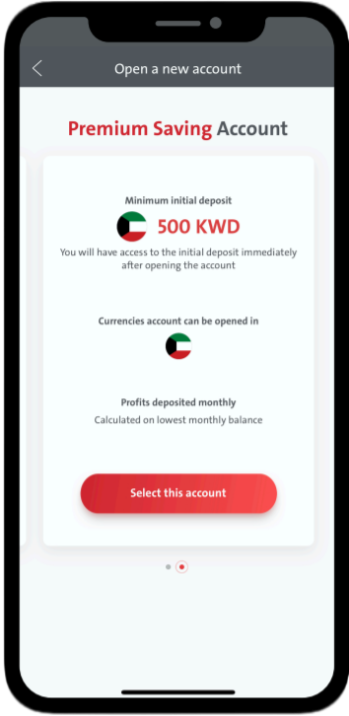 Open a new account
Premium Saving Account
Minimum initial deposit
500 KWD
You will have access to the initial deposit immediately
after opening the account
Currencies account can be opened in
Profits deposited monthly
Calculated on lowest monthly balance
Select this account